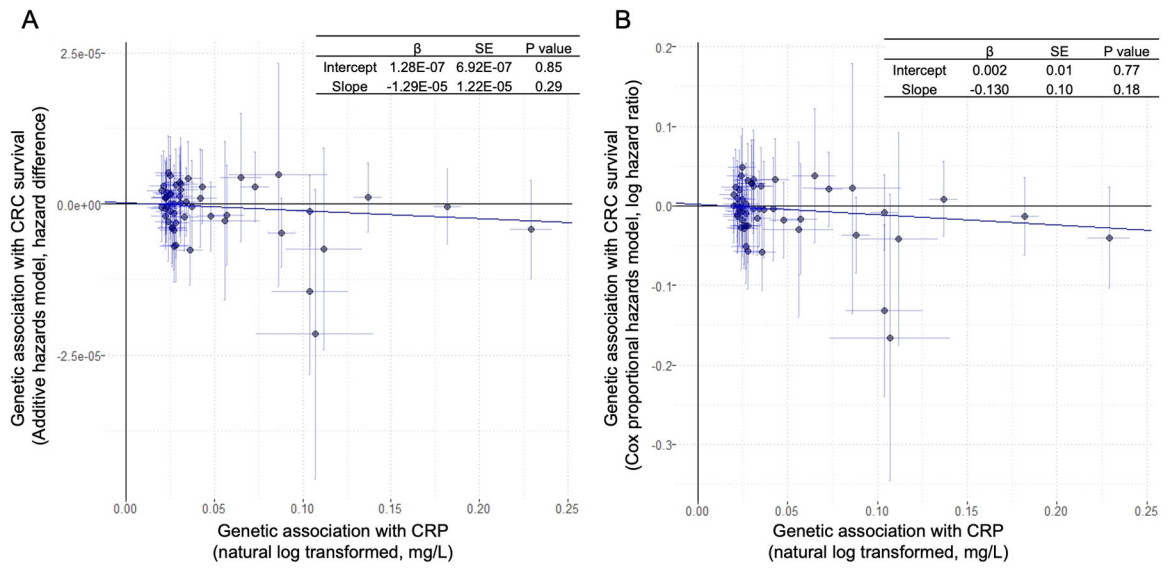 A
β SE P value
Intercept 1.28E-07 6.92E-07 0.85
Slope -1.29E-05 1.22E-05 0.29
2.5e-05
0.0e+00
-2.5e-05
Genetic association with CRC survival
(Additive hazards model, hazard difference)
0.00 0.05 0.10 0.15 0.20 0.25
Genetic association with CRP
(natural log transformed, mg/L)
B
β SE P value
Intercept 0.002 0.01 0.77
Slope -0.130 0.10 0.18
0.2
0.1
0.0
-0.1
-0.2
-0.3
Genetic association with CRC survival
(Cox proportional hazards model, log hazard ratio)
0.00 0.05 0.10 0.15 0.20 0.25
Genetic association with CRP
(natural log transformed, mg/L)